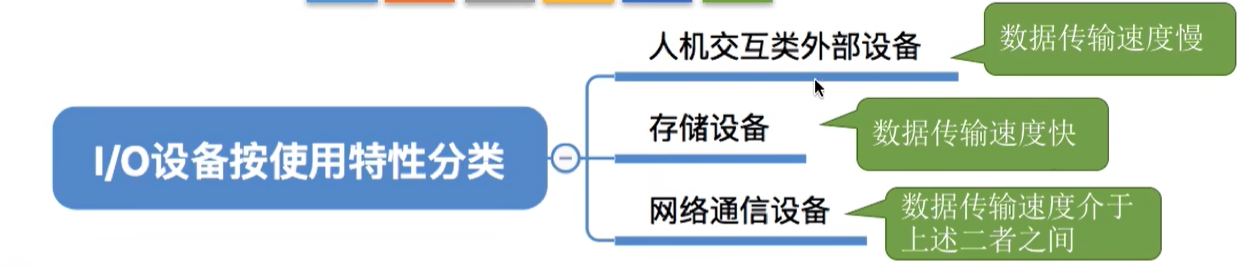 人机交互类外部设备
数据传输速度慢
I/O设备按使用特性分类
存储设备
数据传输速度快
网络通信设备
数据传输速度介于
上述二者之间